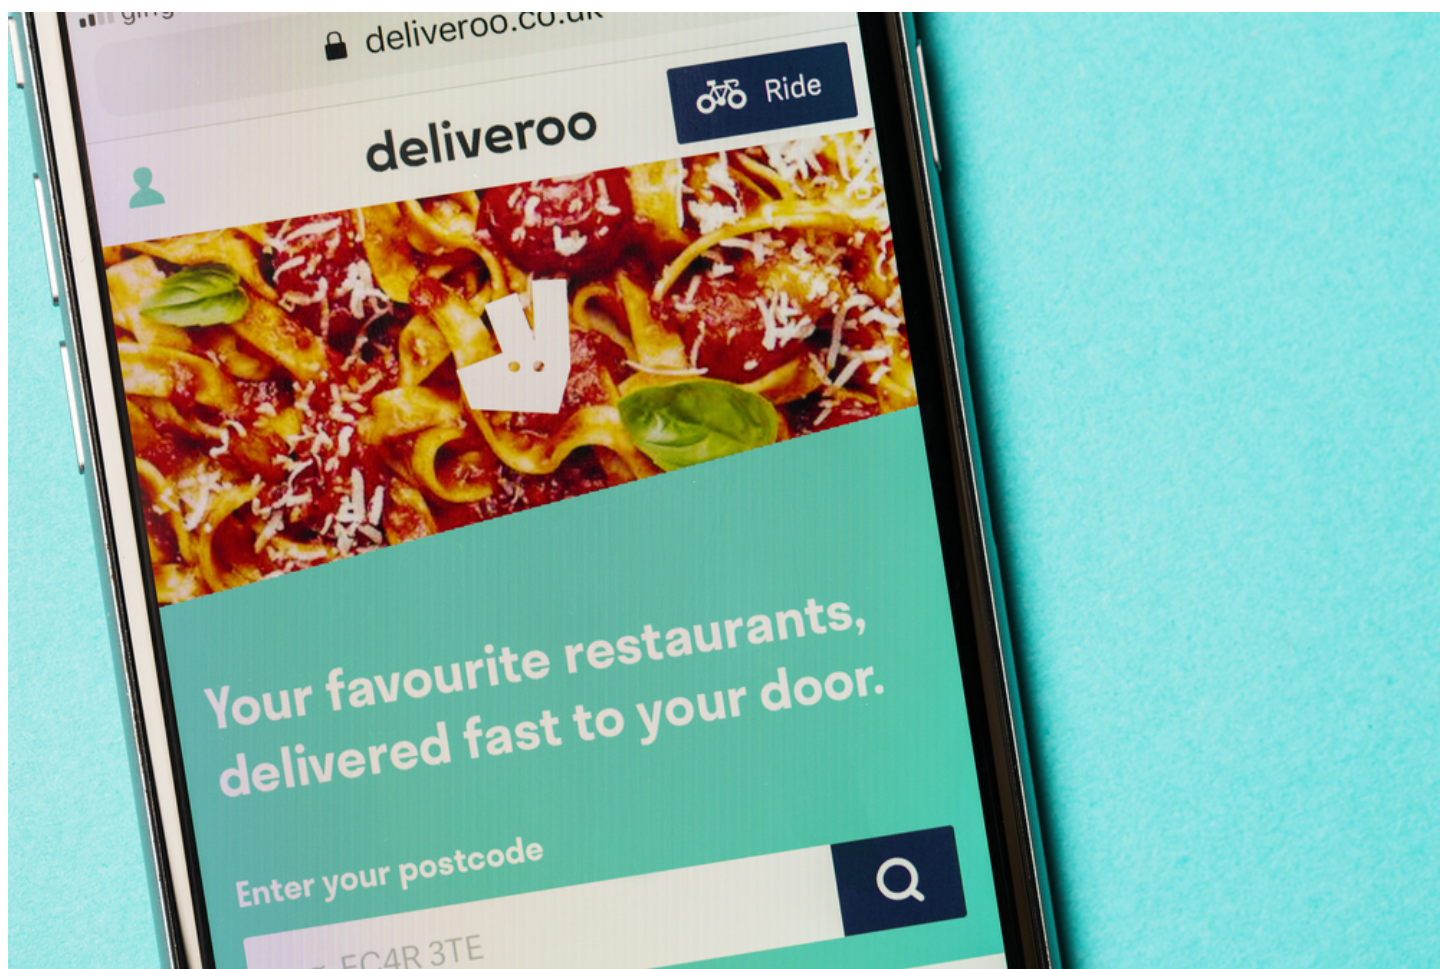 deliveroo.co.uk
deliveroo
Ride
Your favourite restaurants,
delivered fast to your door.
Enter your postcode
EC4R 3TE